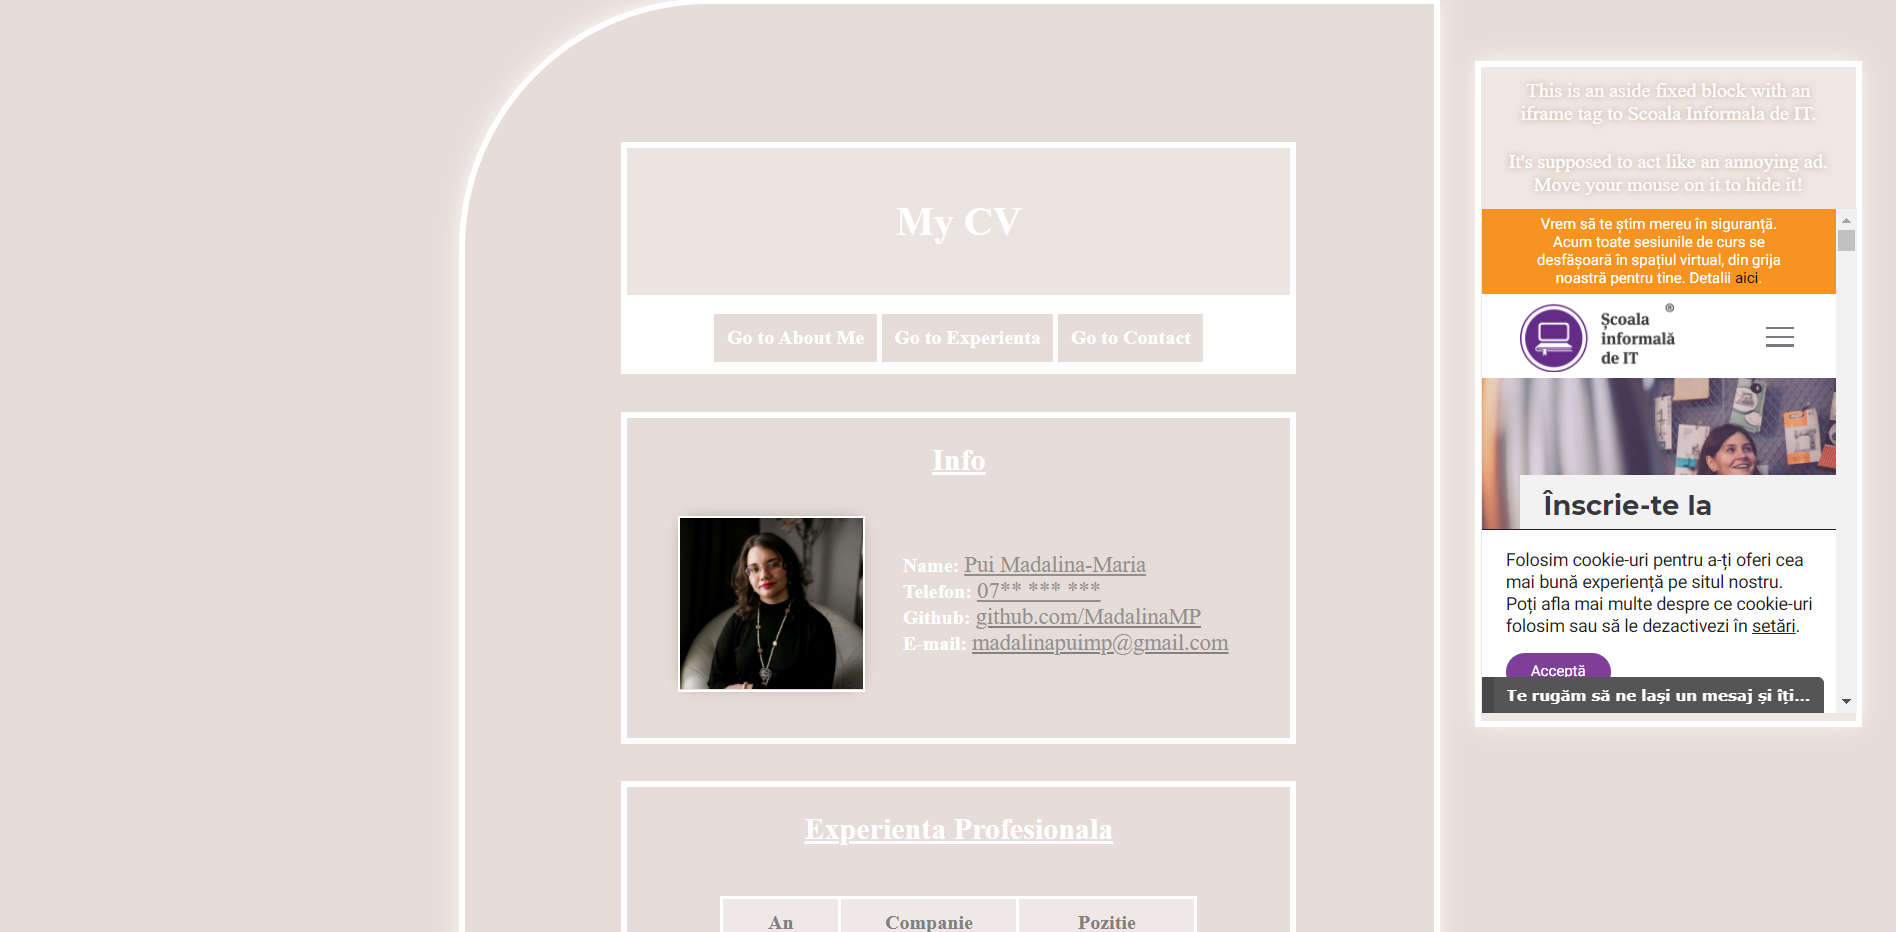 My CV
Go to About Me
Go to Experienta
Go to Contact
Info
Name: Pui Madalina-Maria
Telefon: 07** *** ***
Github: github.com/MadalinaMP
E-mail: madalinapuimp@gmail.com
Experienta Profesionala
An
Companie
Pozitie
This is an aside fixed block with an
iframe tag to Scoala Informala de IT.
It's supposed to act like an annoying ad.
Move your mouse on it to hide it!
Vrem să te știm mereu în siguranță.
Acum toate sesiunile de curs se
desfășoară în spațiul virtual, din grija
noastră pentru tine. Detalii aici.
Școala ®
informală
de IT
Înscrie-te la
Folosim cookie-uri pentru a-ți oferi cea
mai bună experiență pe situl nostru.
Poți afla mai multe despre ce cookie-uri
folosim sau să le dezactivezi în setări.
Acceptă
Te rugăm să ne lași un mesaj și îți...